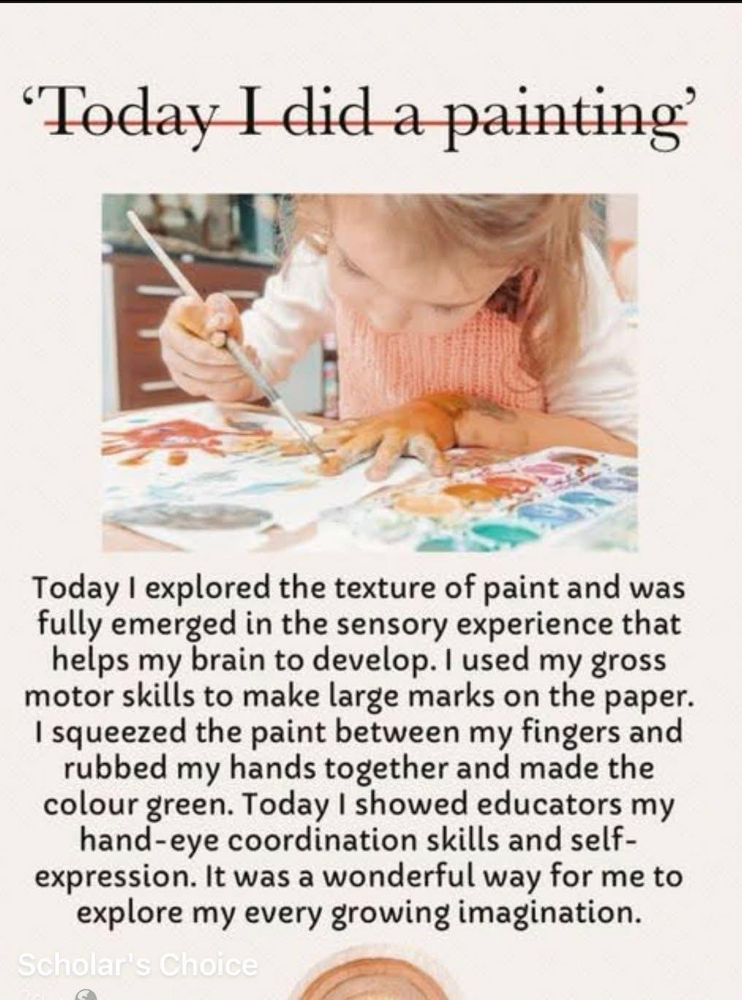 ‘Today I did a painting’
Today I explored the texture of paint and was
fully emerged in the sensory experience that
helps my brain to develop. I used my gross
motor skills to make large marks on the paper.
I squeezed the paint between my fingers and
rubbed my hands together and made the
colour green. Today I showed educators my
hand-eye coordination skills and self-
expression. It was a wonderful way for me to
explore my every growing imagination.
Scholar's Choice